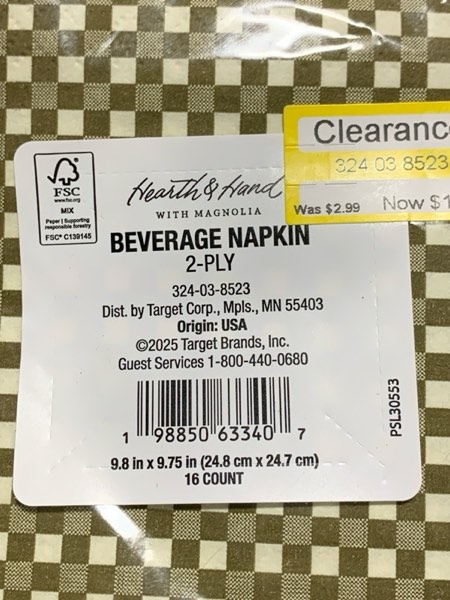 Clearanc
324 03 8523
Was $2.99 Now $1
FSC
www.fsc.org
MIX
Paper | Supporting
responsible forestry
FSC® C139145
Hearth & Hand
WITH MAGNOLIA
BEVERAGE NAPKIN
2-PLY
324-03-8523
Dist. by Target Corp., Mpls., MN 55403
Origin: USA
©2025 Target Brands, Inc.
Guest Services 1-800-440-0680
1 98850 63340 7
PSL30553
9.8 in x 9.75 in (24.8 cm x 24.7 cm)
16 COUNT